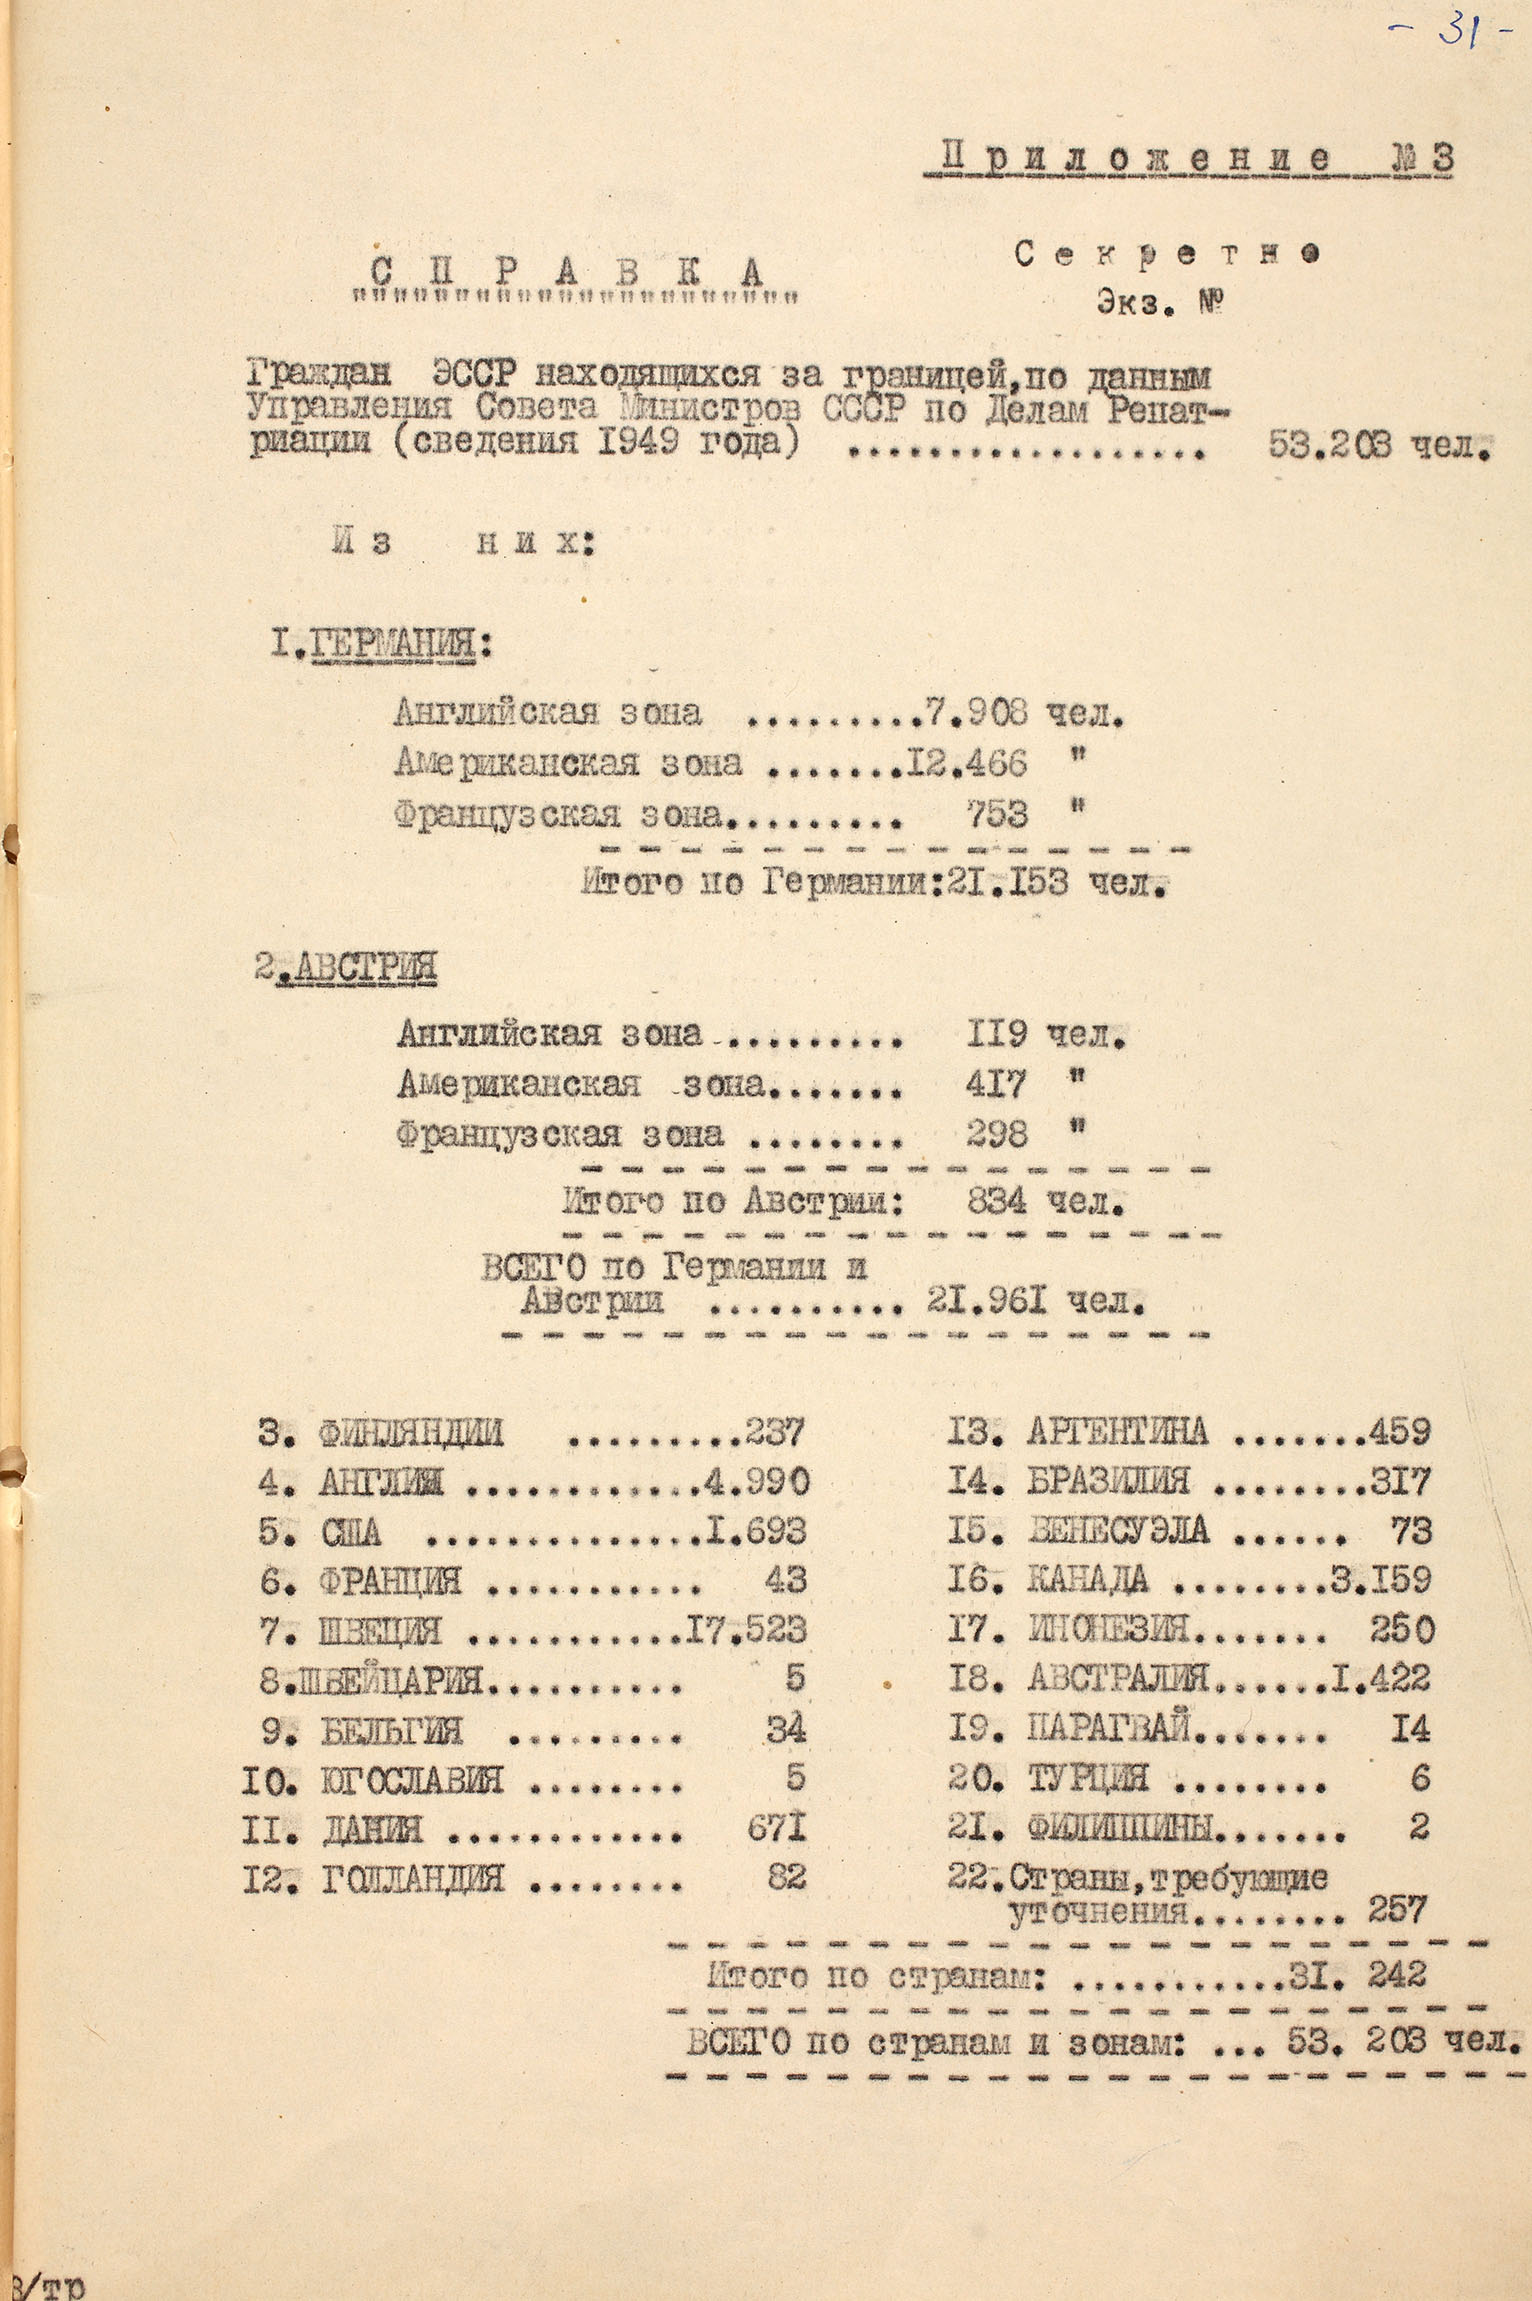 - 31 -
Приложение №3
Секретно
СПРАВКА
Экз. №
Граждан ЭССР находящихся за границей,по данным
Управления Совета Министров СССР по Делам Репат-
риации (сведения 1949 года) .................. 53.203 чел.
Из них:
I.ГЕРМАНИЯ:
Английская зона .........7.908 чел.
Американская зона .......I2.466 "
Французская зона......... 753 "
Итого по Германии:2I.I53 чел.
2.АВСТРИЯ
Английская зона ......... II9 чел.
Американская зона....... 4I7 "
Французская зона ........ 298 "
Итого по Австрии: 834 чел.
ВСЕГО по Германии и
Австрии .......... 2I.96I чел.
3. ФИНЛЯНДИИ .........237
4. АНГЛИЯ ............4.990
5. США ..............I.693
6. ФРАНЦИЯ ........... 43
7. ШВЕЦИЯ ...........I7.523
8.ШВЕЙЦАРИЯ.......... 5
9. БЕЛЬГИЯ ......... 34
I0. ЮГОСЛАВИЯ ........ 5
II. ДАНИЯ ............ 67I
I2. ГОЛЛАНДИЯ ........ 82
I3. АРГЕНТИНА .......459
I4. БРАЗИЛИЯ ........3I7
I5. ВЕНЕСУЭЛА ...... 73
I6. КАНАДА ........3.I59
I7. ИНОНЕЗИЯ....... 250
I8. АВСТРАЛИЯ......I.422
I9. ПАРАГВАЙ....... I4
20. ТУРЦИЯ ........ 6
2I. ФИЛИППИНЫ....... 2
22.Страны,требующие
уточнения........ 257
Итого по странам: ...........3I. 242
ВСЕГО по странам и зонам: ... 53. 203 чел.
в/тр